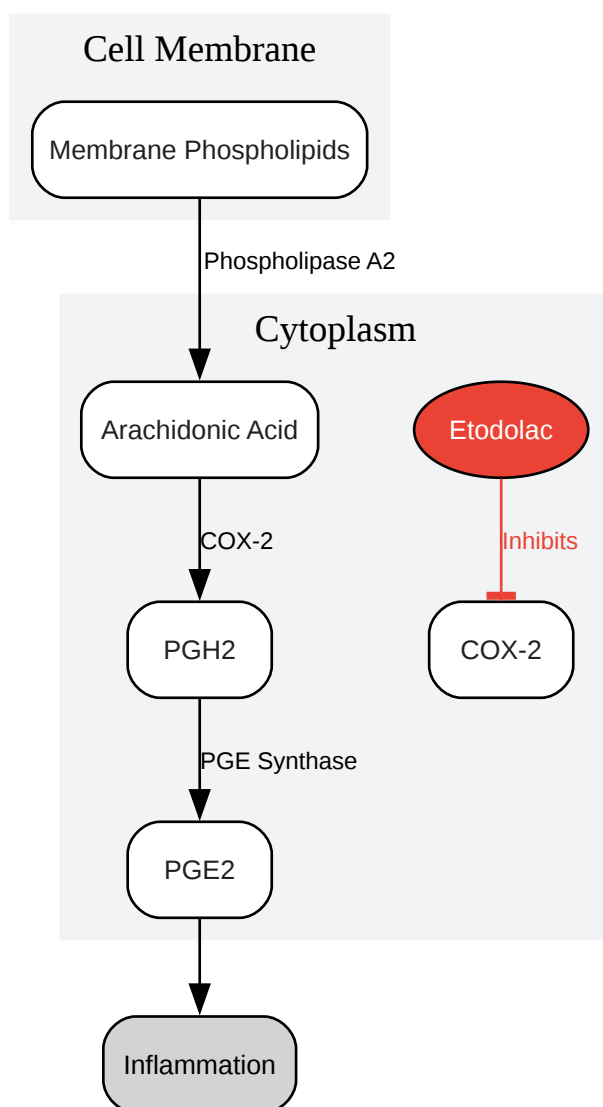 Cell Membrane
Membrane Phospholipids
Phospholipase A2
Cytoplasm
Arachidonic Acid
Etodolac
COX-2
Inhibits
PGH2
COX-2
PGE Synthase
PGE2
Inflammation